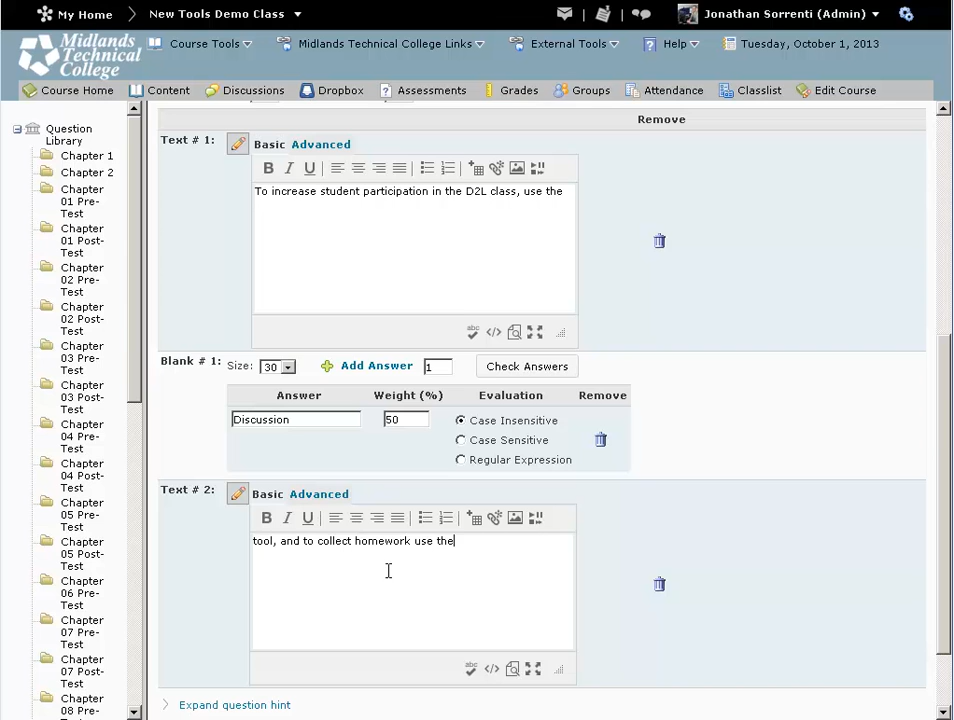 My Home
New Tools Demo Class
Jonathan Sorrenti (Admin)
Midlands
Technical
College
Course Tools
Midlands Technical College Links
External Tools
Help
Tuesday, October 1, 2013
Course Home
Content
Discussions
Dropbox
Assessments
Grades
Groups
Attendance
Classlist
Edit Course
Question
Library
Chapter 1
Chapter 2
Chapter
01 Pre-
Test
Chapter
01 Post-
Test
Chapter
02 Pre-
Test
Chapter
02 Post-
Test
Chapter
03 Pre-
Test
Chapter
03 Post-
Test
Chapter
04 Pre-
Test
Chapter
04 Post-
Test
Chapter
05 Pre-
Test
Chapter
05 Post-
Test
Chapter
06 Pre-
Test
Chapter
07 Pre-
Test
Chapter
07 Post-
Test
Chapter
08 Pre-
Remove
Text # 1:
Basic Advanced
B I U
To increase student participation in the D2L class, use the
abc
Blank # 1:
Size: 30
Add Answer 1
Check Answers
Answer Weight (%) Evaluation Remove
Discussion 50 Case Insensitive
Case Sensitive
Regular Expression
Text # 2:
Basic Advanced
B I U
tool, and to collect homework use the
abc
Expand question hint